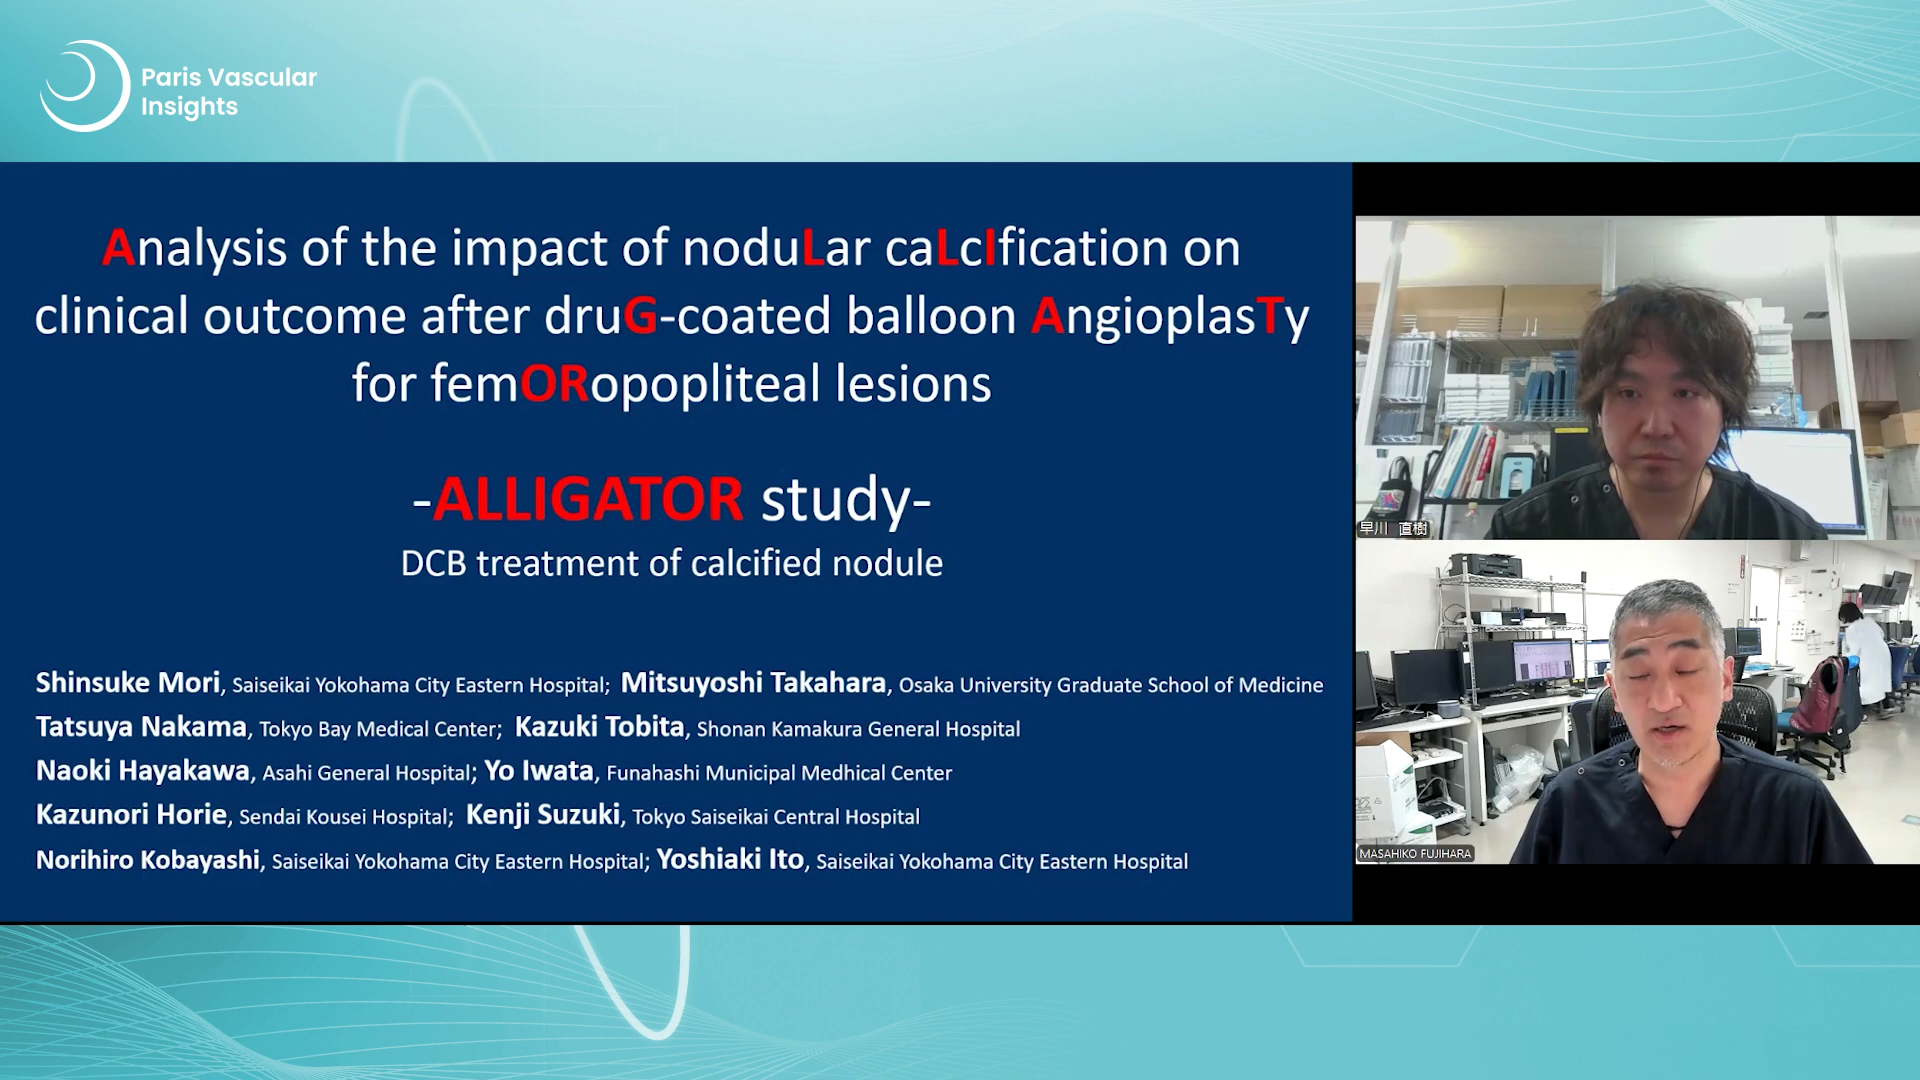 Paris Vascular
Insights
Analysis of the impact of noduLar caLcIfication on
clinical outcome after druG-coated balloon AngioplasTy
for femORopopliteal lesions
-ALLIGATOR study-
DCB treatment of calcified nodule
Shinsuke Mori, Saiseikai Yokohama City Eastern Hospital; Mitsuyoshi Takahara, Osaka University Graduate School of Medicine
Tatsuya Nakama, Tokyo Bay Medical Center; Kazuki Tobita, Shonan Kamakura General Hospital
Naoki Hayakawa, Asahi General Hospital; Yo Iwata, Funahashi Municipal Medhical Center
Kazunori Horie, Sendai Kousei Hospital; Kenji Suzuki, Tokyo Saiseikai Central Hospital
Norihiro Kobayashi, Saiseikai Yokohama City Eastern Hospital; Yoshiaki Ito, Saiseikai Yokohama City Eastern Hospital
早川 直樹
MASAHIKO FUJIHARA